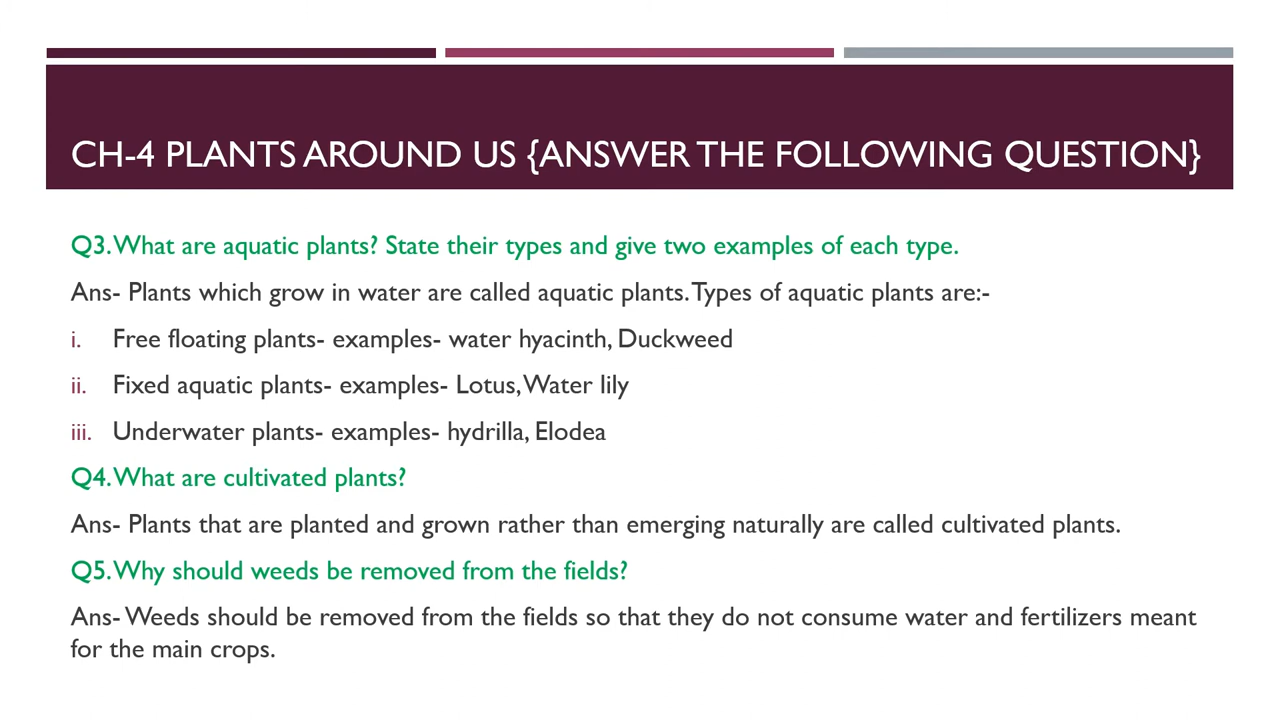 CH-4 PLANTS AROUND US {ANSWER THE FOLLOWING QUESTION}
Q3. What are aquatic plants? State their types and give two examples of each type.
Ans- Plants which grow in water are called aquatic plants. Types of aquatic plants are:-
i. Free floating plants- examples- water hyacinth, Duckweed
ii. Fixed aquatic plants- examples- Lotus, Water lily
iii. Underwater plants- examples- hydrilla, Elodea
Q4. What are cultivated plants?
Ans- Plants that are planted and grown rather than emerging naturally are called cultivated plants.
Q5. Why should weeds be removed from the fields?
Ans- Weeds should be removed from the fields so that they do not consume water and fertilizers meant
for the main crops.